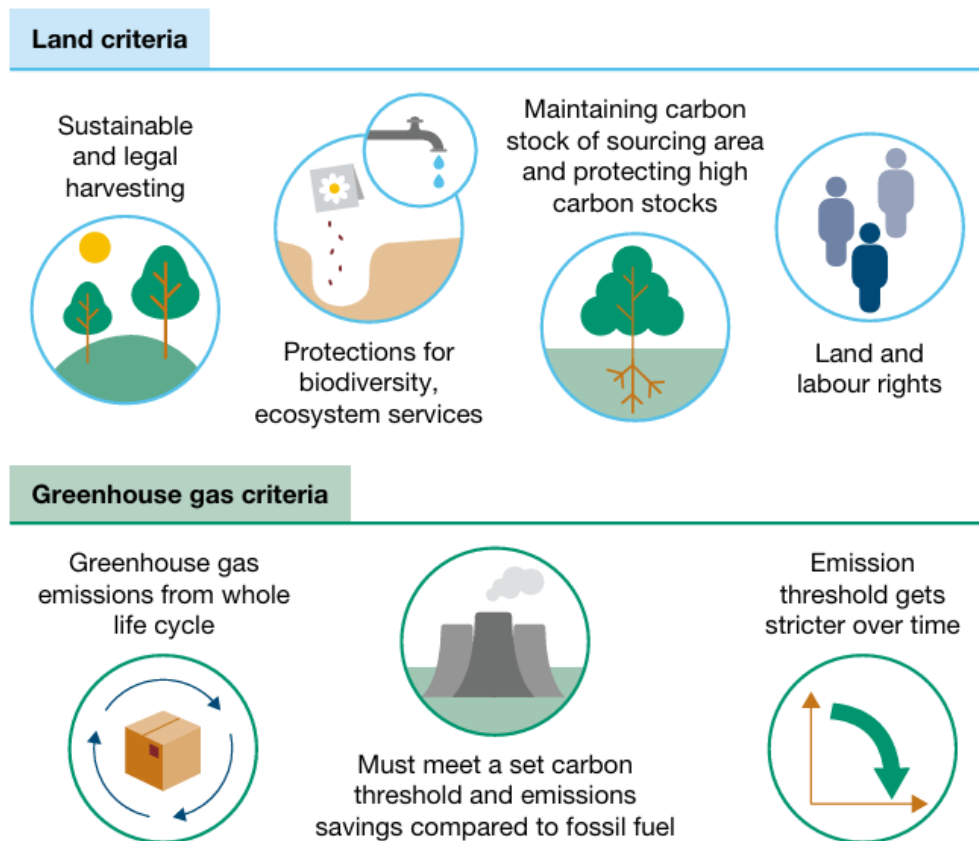 Land criteria
Sustainable
and legal
harvesting
Protections for
biodiversity,
ecosystem services
Maintaining carbon
stock of sourcing area
and protecting high
carbon stocks
Land and
labour rights
Greenhouse gas criteria
Greenhouse gas
emissions from whole
life cycle
Must meet a set carbon
threshold and emissions
savings compared to fossil fuel
Emission
threshold gets
stricter over time